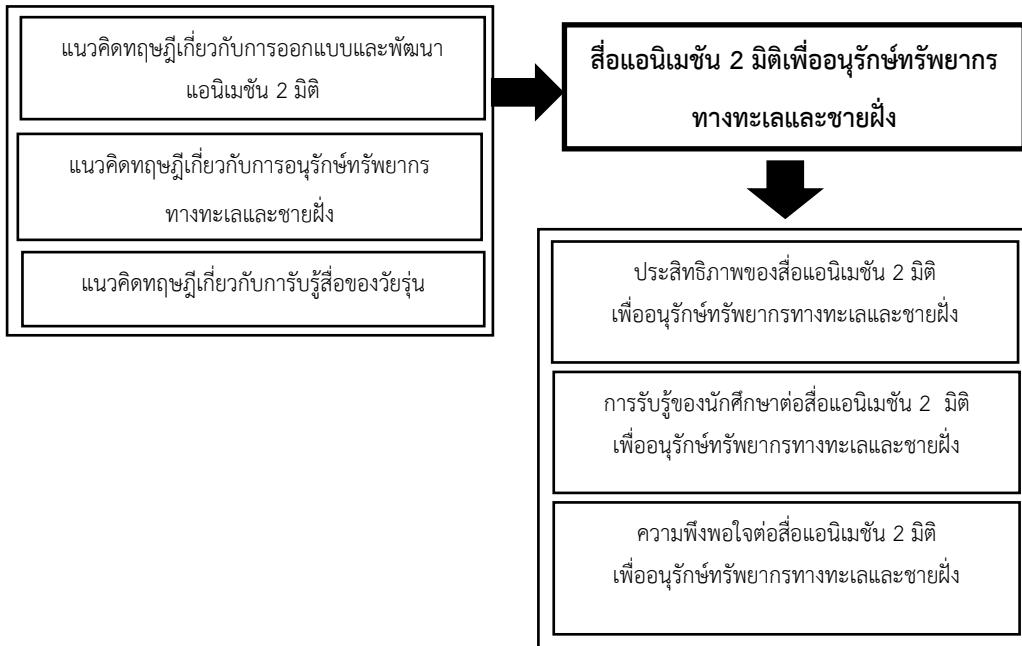 แนวคิดทฤษฎีเกี่ยวกับการออกแบบและพัฒนา
แอนิเมชัน 2 มิติ
แนวคิดทฤษฎีเกี่ยวกับการอนุรักษ์ทรัพยากร
ทางทะเลและชายฝั่ง
แนวคิดทฤษฎีเกี่ยวกับการับรู้สื่อของวัยรุ่น
สื่อแอนิเมชัน 2 มิติเพื่ออนุรักษ์ทรัพยากร
ทางทะเลและชายฝั่ง
ประสิทธิภาพของสื่อแอนิเมชัน 2 มิติ
เพื่ออนุรักษ์ทรัพยากรทางทะเลและชายฝั่ง
การรับรู้ของนักศึกษาต่อสื่อแอนิเมชัน 2 มิติ
เพื่ออนุรักษ์ทรัพยากรทางทะเลและชายฝั่ง
ความพึงพอใจต่อสื่อแอนิเมชัน 2 มิติ
เพื่ออนุรักษ์ทรัพยากรทางทะเลและชายฝั่ง